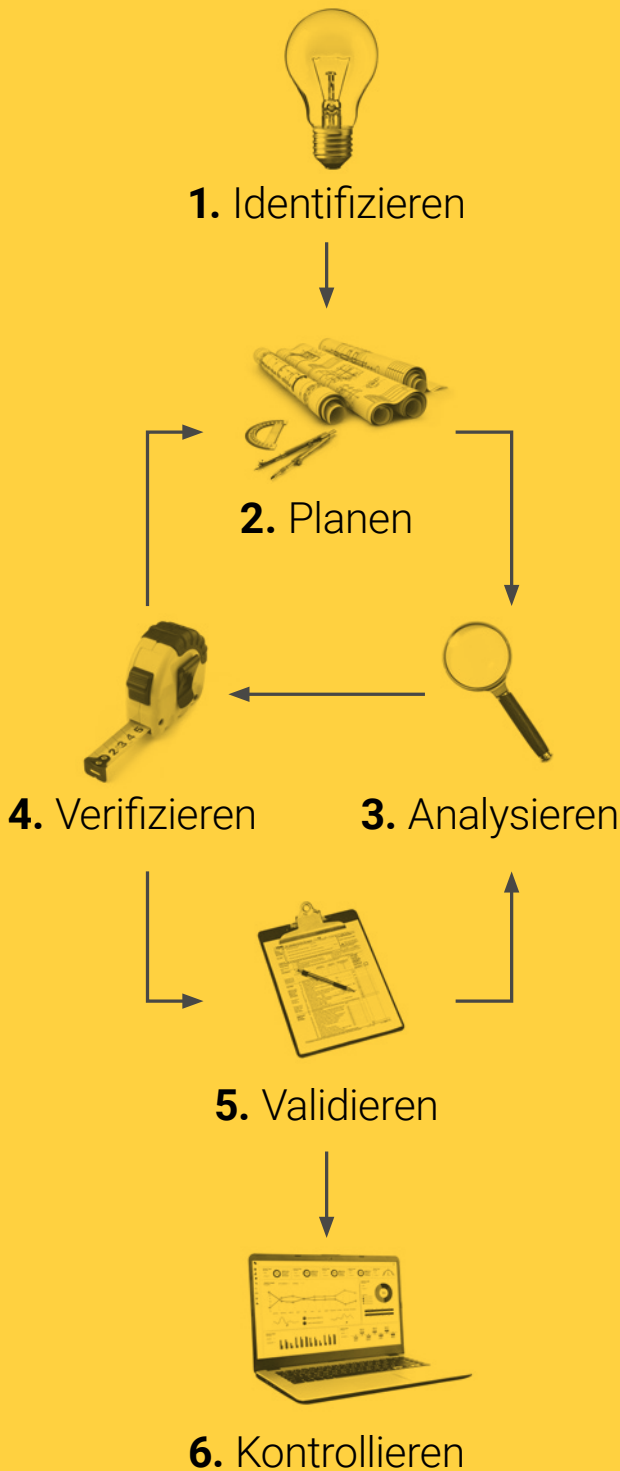 1. Identifizieren
2. Planen
4. Verifizieren
3. Analysieren
5. Validieren
6. Kontrollieren